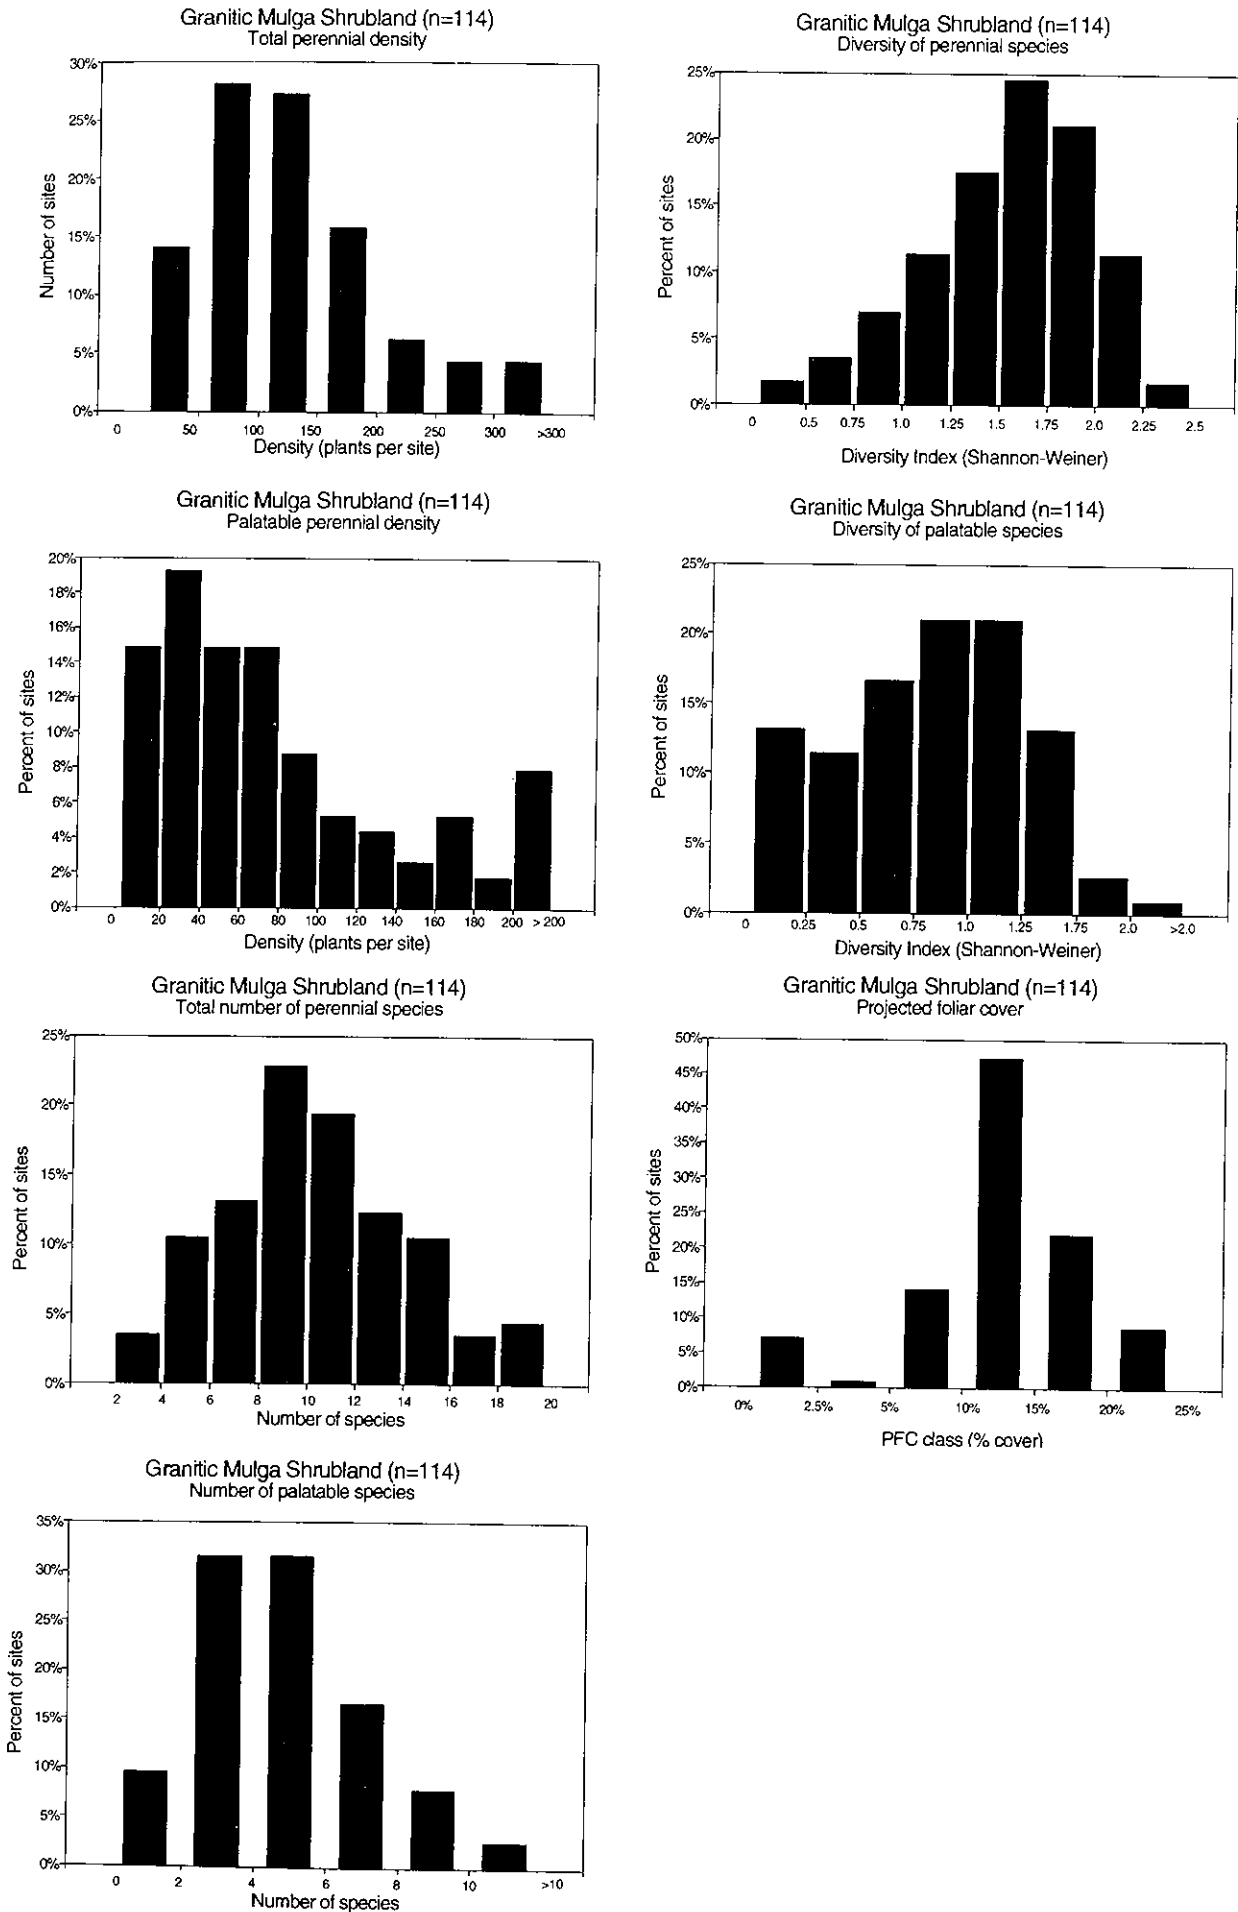 Granitic Mulga Shrubland (n=114)
Total perennial density
30%
25%
20%
15%
10%
5%
0%
Number of sites
0 50 100 150 200 250 300 >300
Density (plants per site)
Granitic Mulga Shrubland (n=114)
Diversity of perennial species
25%
20%
15%
10%
5%
0%
Percent of sites
0 0.5 0.75 1.0 1.25 1.5 1.75 2.0 2.25 2.5
Diversity Index (Shannon-Weiner)
Granitic Mulga Shrubland (n=114)
Palatable perennial density
20%
18%
16%
14%
12%
10%
8%
6%
4%
2%
0%
Percent of sites
0 20 40 60 80 100 120 140 160 180 200 > 200
Density (plants per site)
Granitic Mulga Shrubland (n=114)
Diversity of palatable species
25%
20%
15%
10%
5%
0%
Percent of sites
0 0.25 0.5 0.75 1.0 1.25 1.75 2.0 >2.0
Diversity Index (Shannon-Weiner)
Granitic Mulga Shrubland (n=114)
Total number of perennial species
25%
20%
15%
10%
5%
0%
Percent of sites
2 4 6 8 10 12 14 16 18 20
Number of species
Granitic Mulga Shrubland (n=114)
Projected foliar cover
50%
45%
40%
35%
30%
25%
20%
15%
10%
5%
0%
Percent of sites
0% 2.5% 5% 10% 15% 20% 25%
PFC class (% cover)
Granitic Mulga Shrubland (n=114)
Number of palatable species
35%
30%
25%
20%
15%
10%
5%
0%
Percent of sites
0 2 4 6 8 10 >10
Number of species